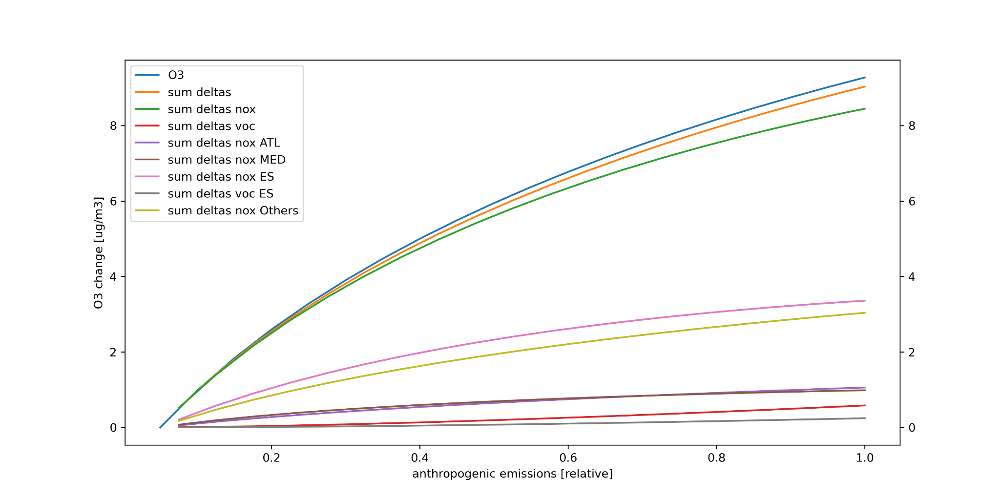 O3
sum deltas
sum deltas nox
sum deltas voc
sum deltas nox ATL
sum deltas nox MED
sum deltas nox ES
sum deltas voc ES
sum deltas nox Others
O3 change [ug/m3]
8
6
4
2
0
8
6
4
2
0
0.2 0.4 0.6 0.8 1.0
anthropogenic emissions [relative]